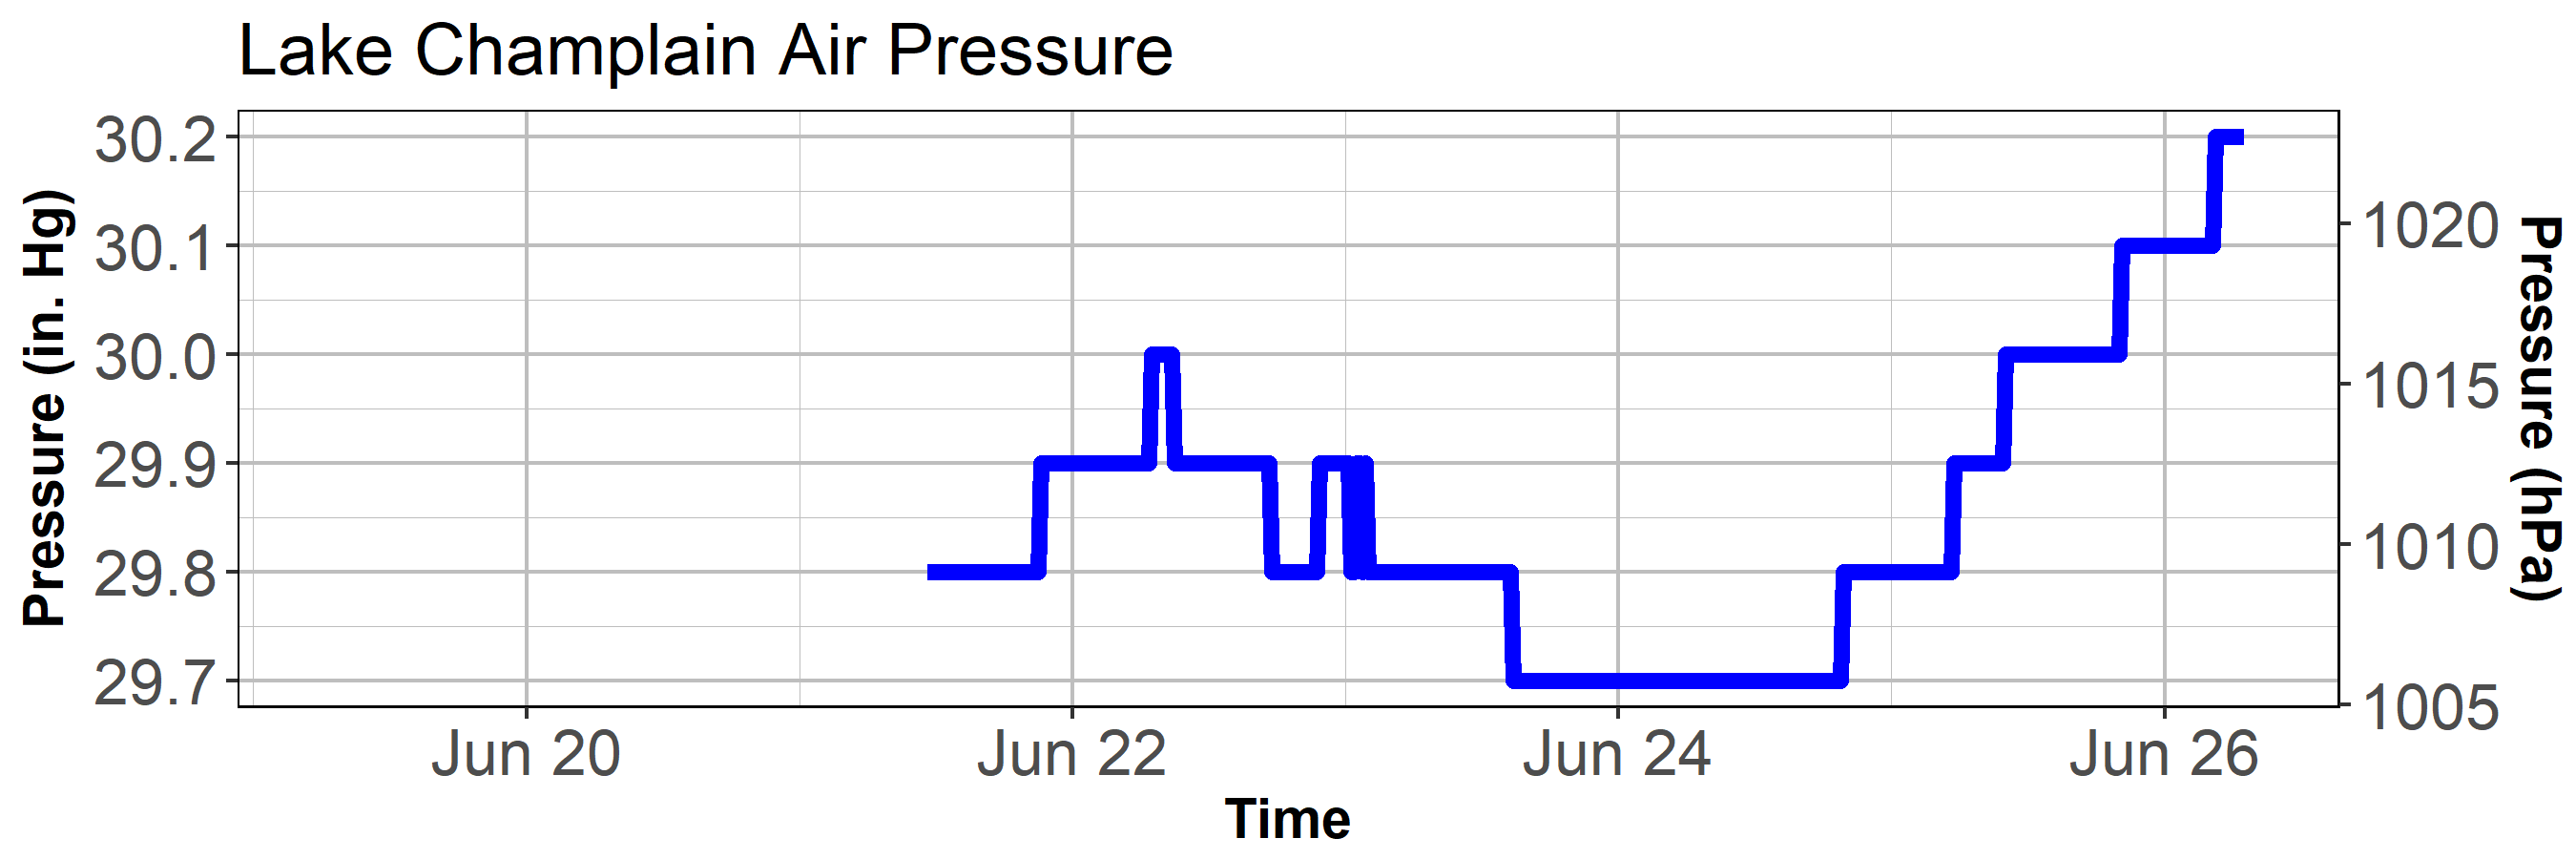 Lake Champlain Air Pressure
Pressure (in. Hg)
30.2
30.1
30.0
29.9
29.8
29.7
1020
1015
1010
1005
Pressure (hPa)
Jun 20
Jun 22
Jun 24
Jun 26
Time